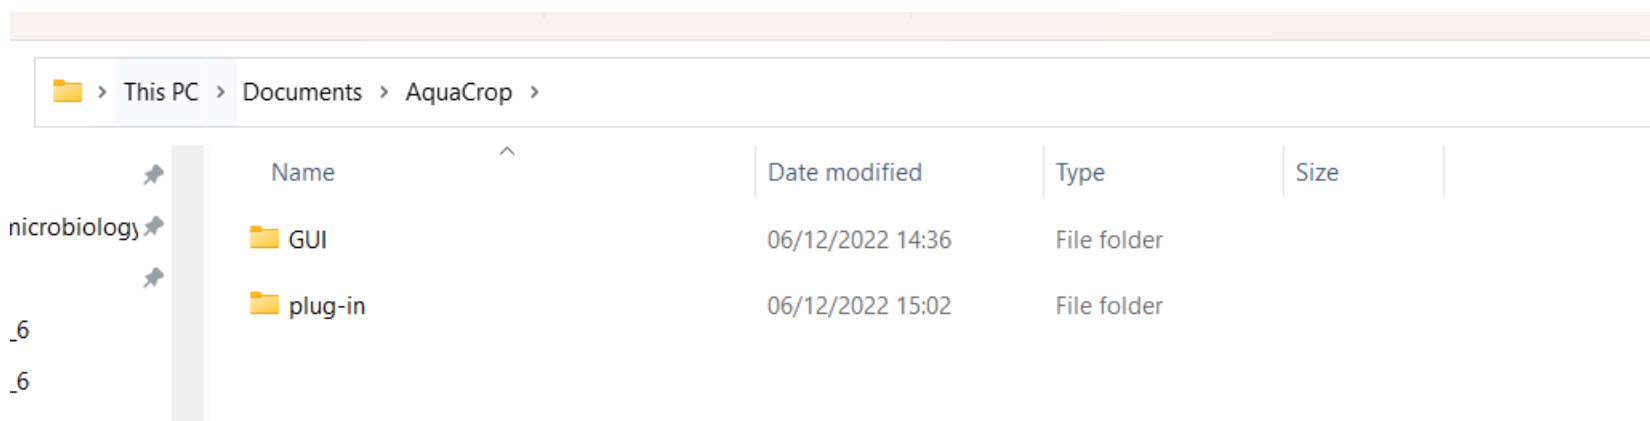 This PC > Documents > AquaCrop >
Name Date modified Type Size
microbiology
GUI 06/12/2022 14:36 File folder
plug-in 06/12/2022 15:02 File folder
_6
_6